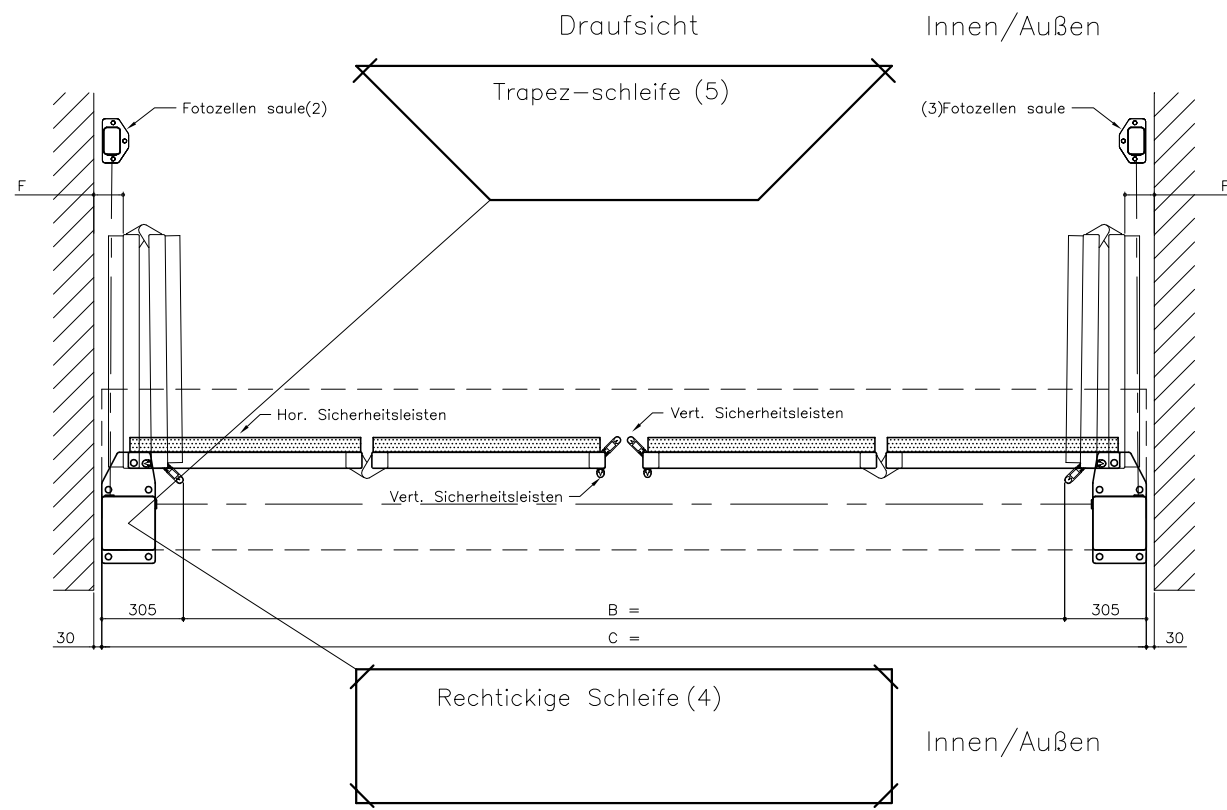 Draufsicht
Innen/Außen
Trapez-schleife (5)
Fotozellen saule(2)
(3)Fotozellen saule
F
F
Hor. Sicherheitsleisten
Vert. Sicherheitsleisten
Vert. Sicherheitsleisten
305
B =
305
30
C =
30
Rechtickige Schleife (4)
Innen/Außen